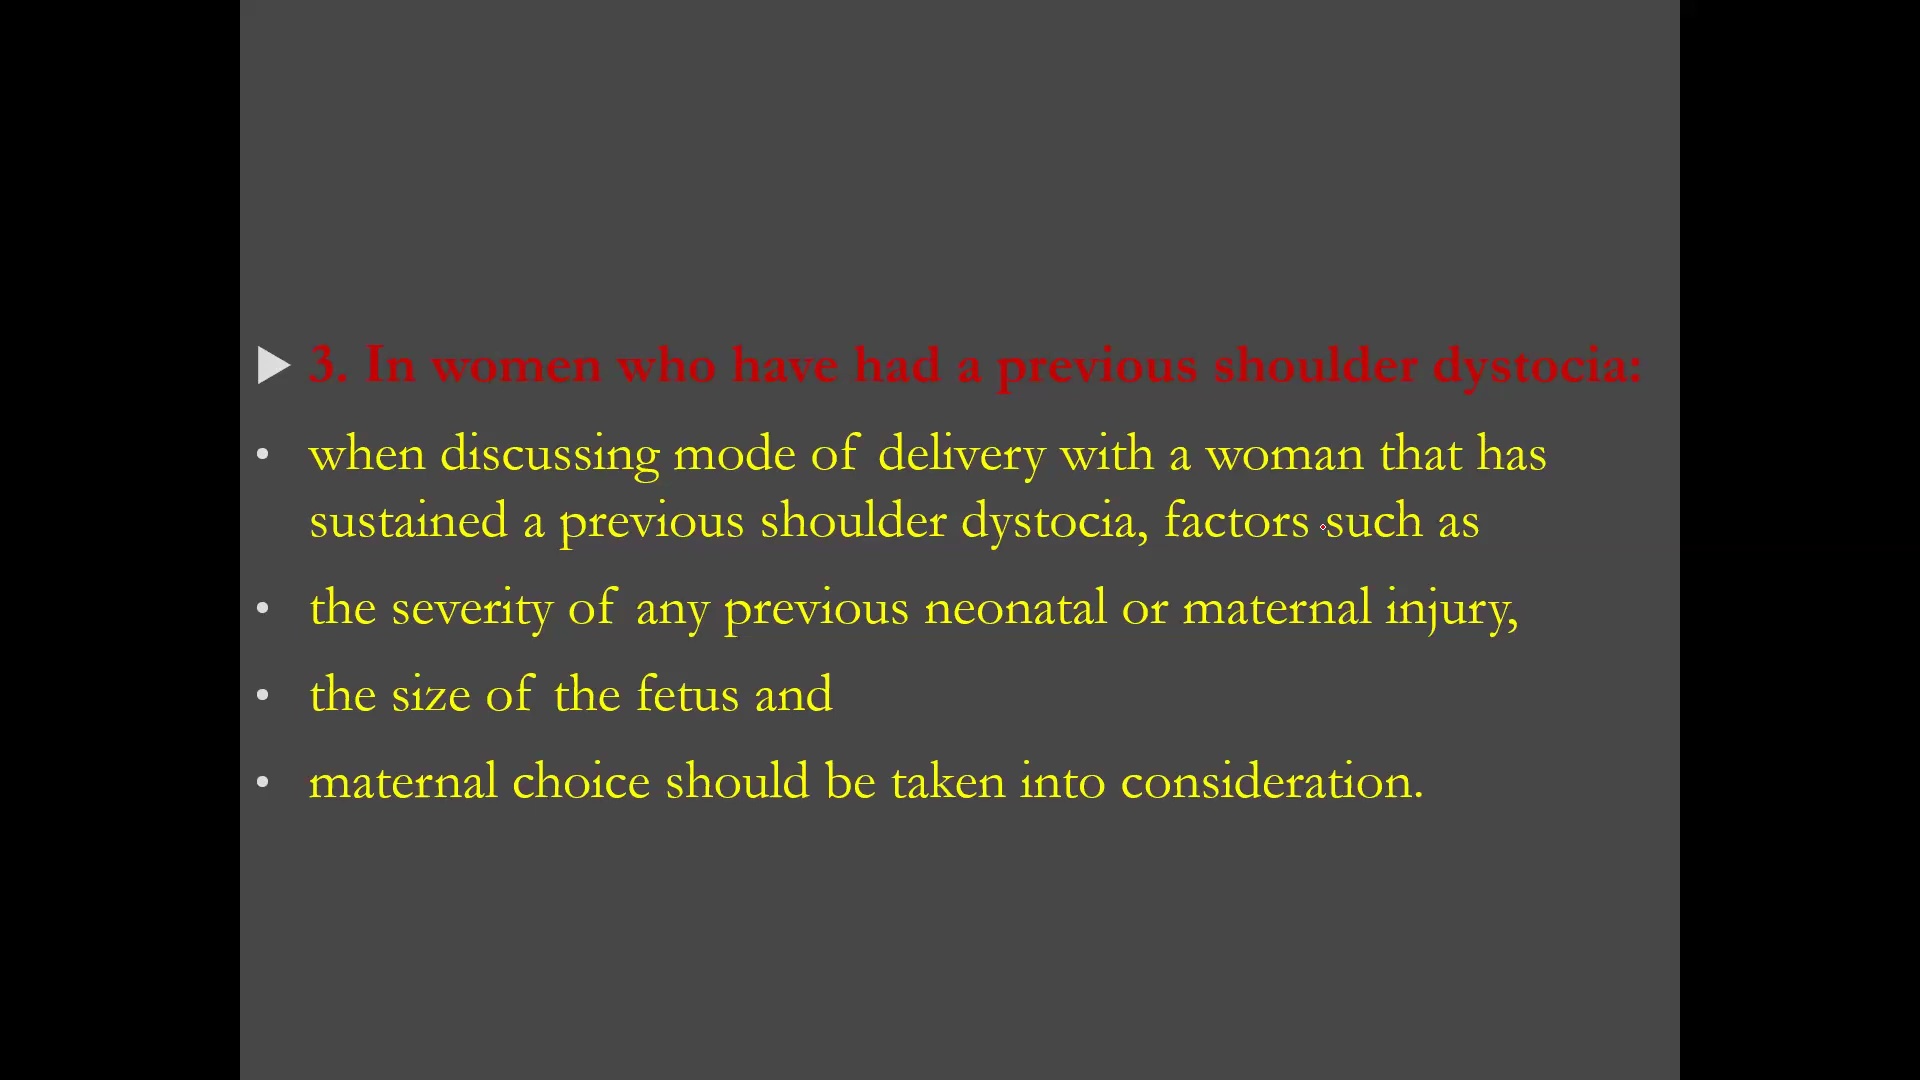 3. In women who have had a previous shoulder dystocia:
• when discussing mode of delivery with a woman that has
sustained a previous shoulder dystocia, factors such as
• the severity of any previous neonatal or maternal injury,
• the size of the fetus and
• maternal choice should be taken into consideration.